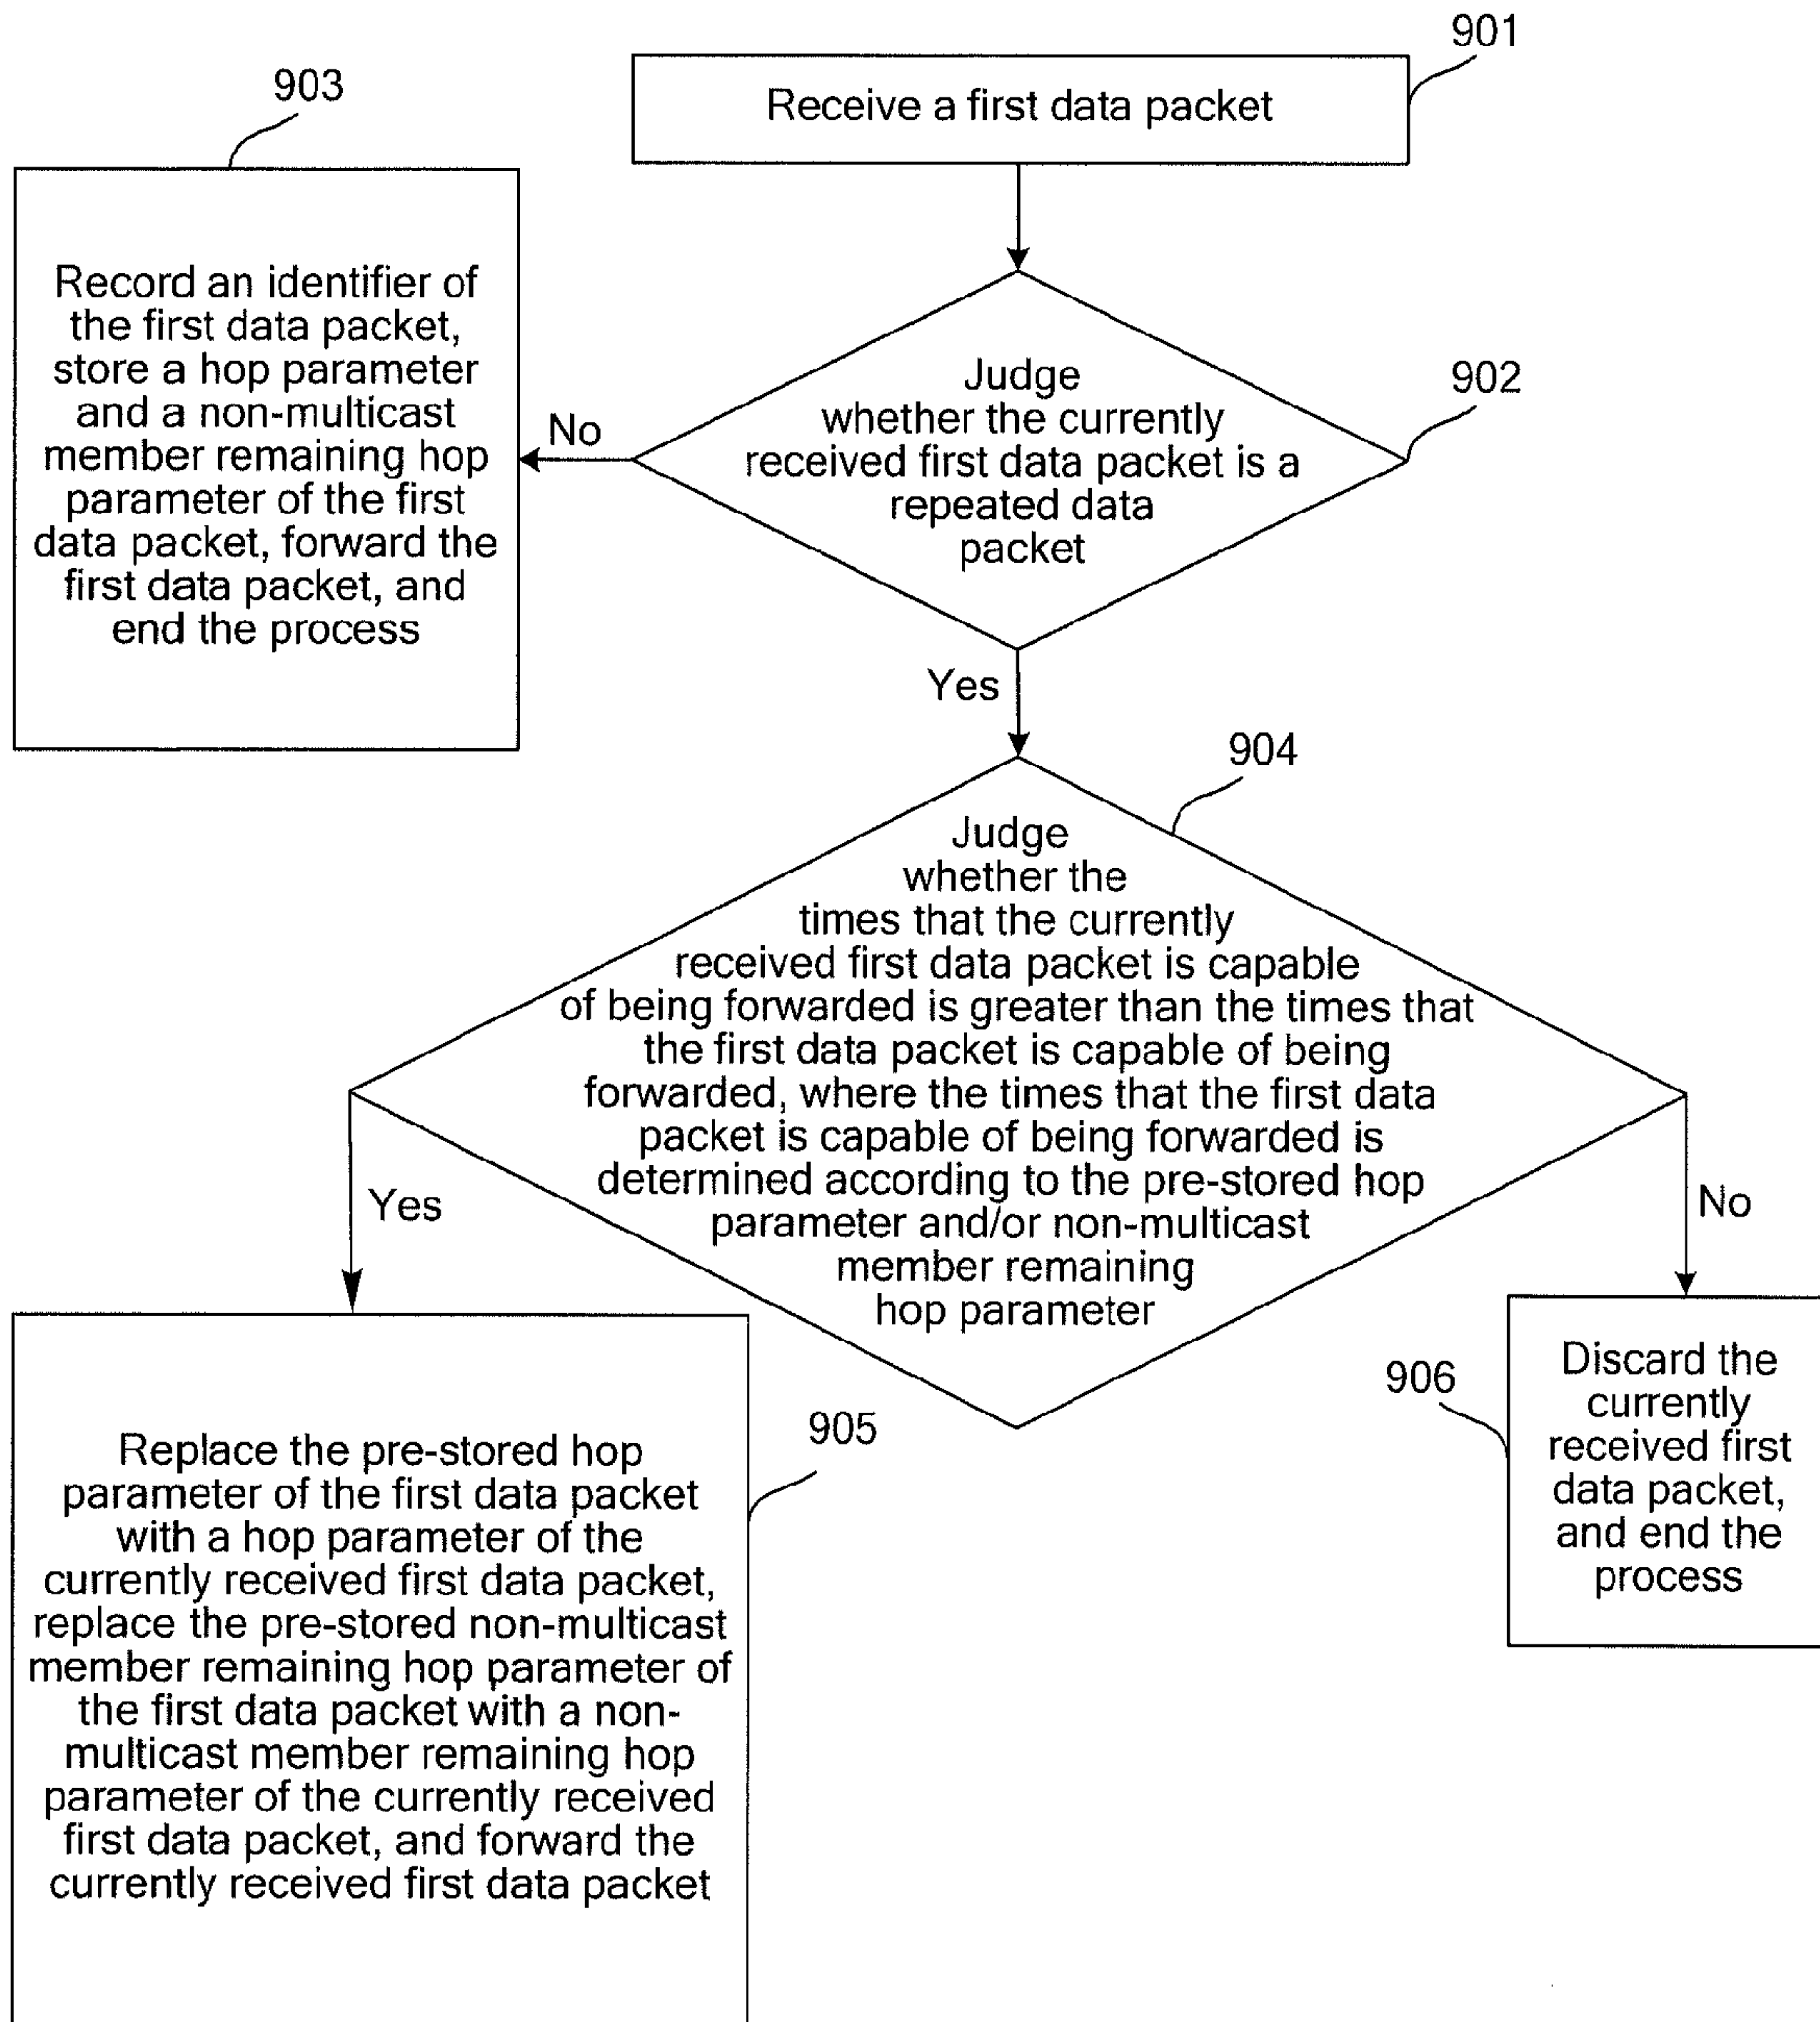 901
Receive a first data packet
903
Record an identifier of
the first data packet,
store a hop parameter
and a non-multicast
member remaining hop
parameter of the first
data packet, forward the
first data packet, and
end the process
902
Judge
whether the currently
received first data packet is a
repeated data
packet
No
Yes
904
Judge
whether the
times that the currently
received first data packet is capable
of being forwarded is greater than the times that
the first data packet is capable of being
forwarded, where the times that the first data
packet is capable of being forwarded is
determined according to the pre-stored hop
parameter and/or non-multicast
member remaining
hop parameter
Yes
No
905
Replace the pre-stored hop
parameter of the first data packet
with a hop parameter of the
currently received first data packet,
replace the pre-stored non-multicast
member remaining hop parameter of
the first data packet with a non-
multicast member remaining hop
parameter of the currently received
first data packet, and forward the
currently received first data packet
906
Discard the
currently
received first
data packet,
and end the
process